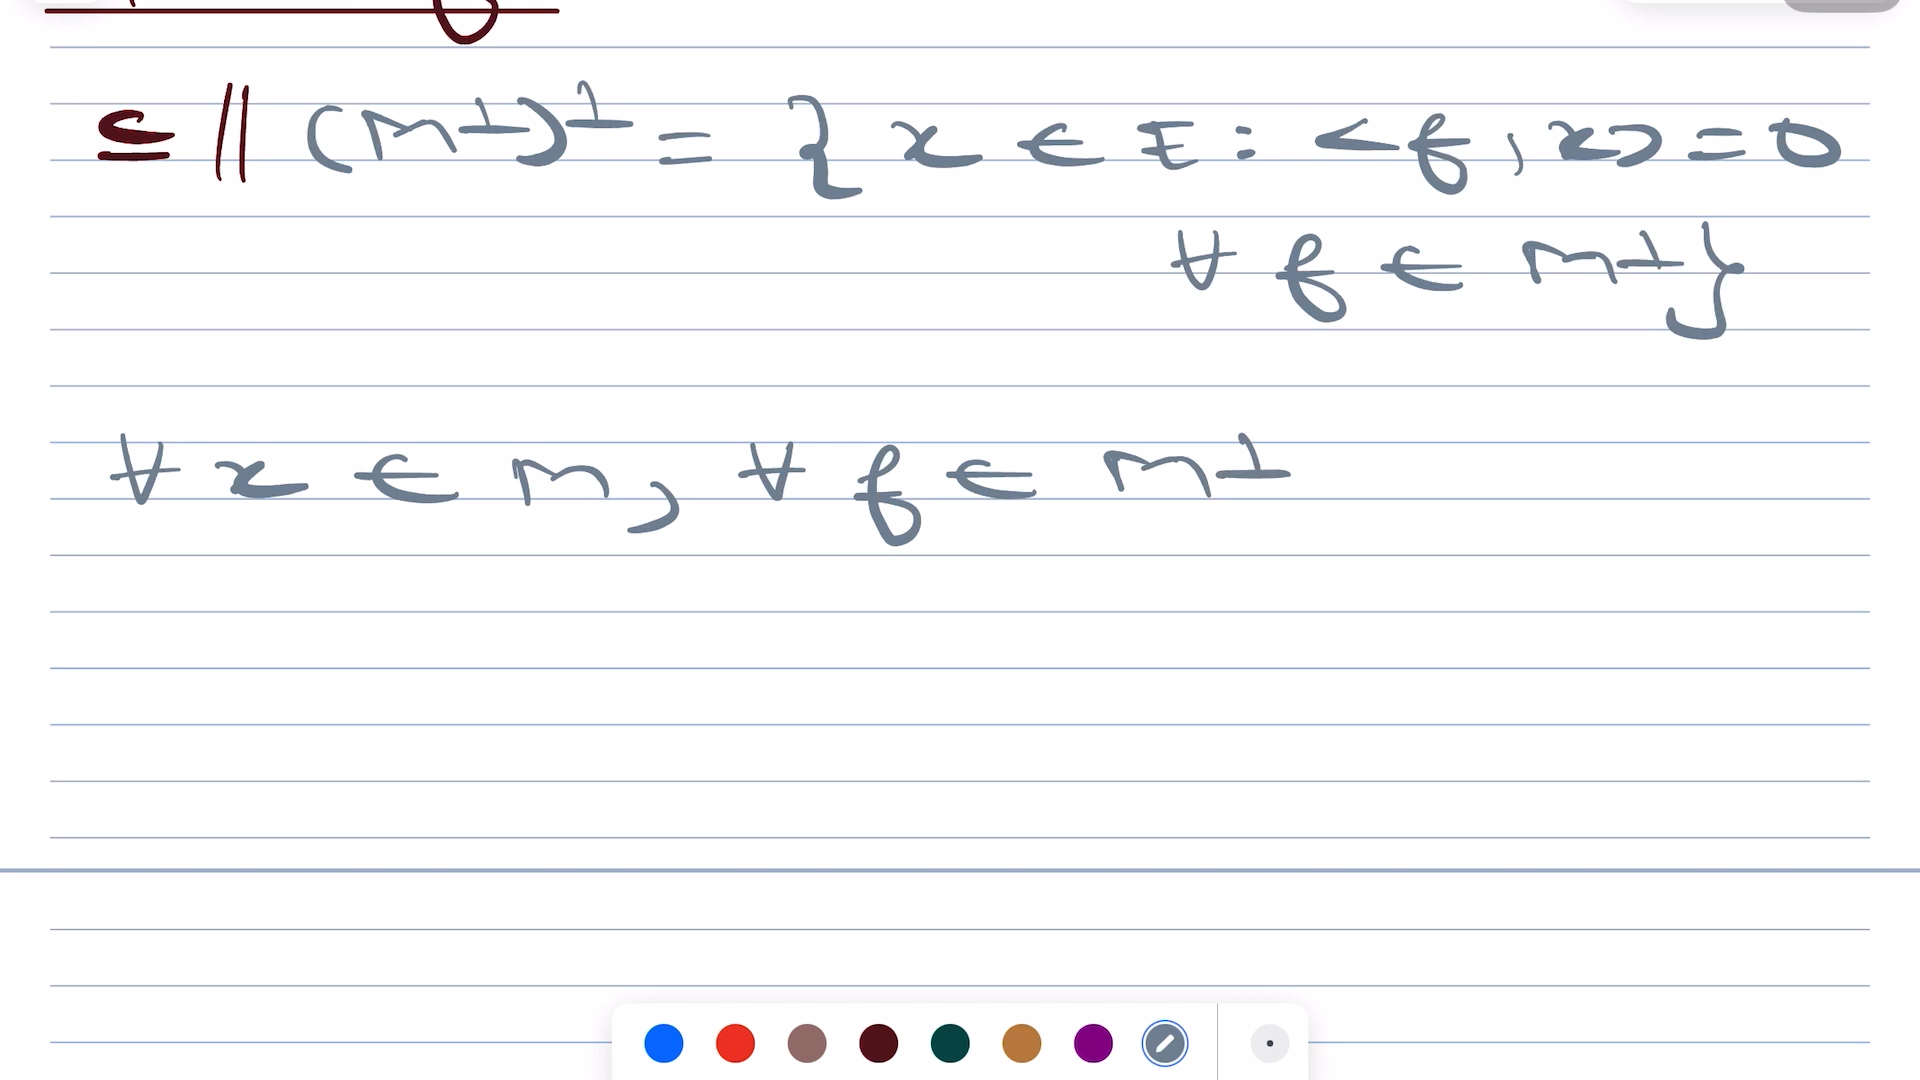 ⊆ || (M⊥)⊥ = { x ∈ E : <f, x> = 0
∀ f ∈ M⊥}
∀ x ∈ M, ∀ f ∈ M⊥